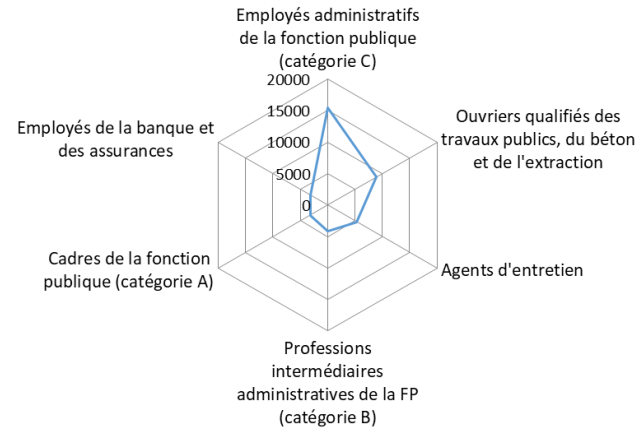 Employés administratifs
de la fonction publique
(catégorie C)
20000
15000
10000
5000
0
Ouvriers qualifiés des
travaux publics, du béton
et de l'extraction
Agents d'entretien
Professions
intermédiaires
administratives de la FP
(catégorie B)
Cadres de la fonction
publique (catégorie A)
Employés de la banque et
des assurances